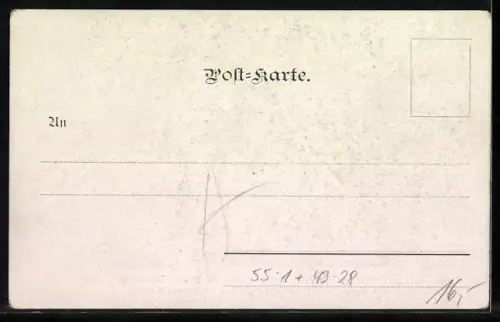 Post=Karte.
An
A
55-1 + 43-28
16,-